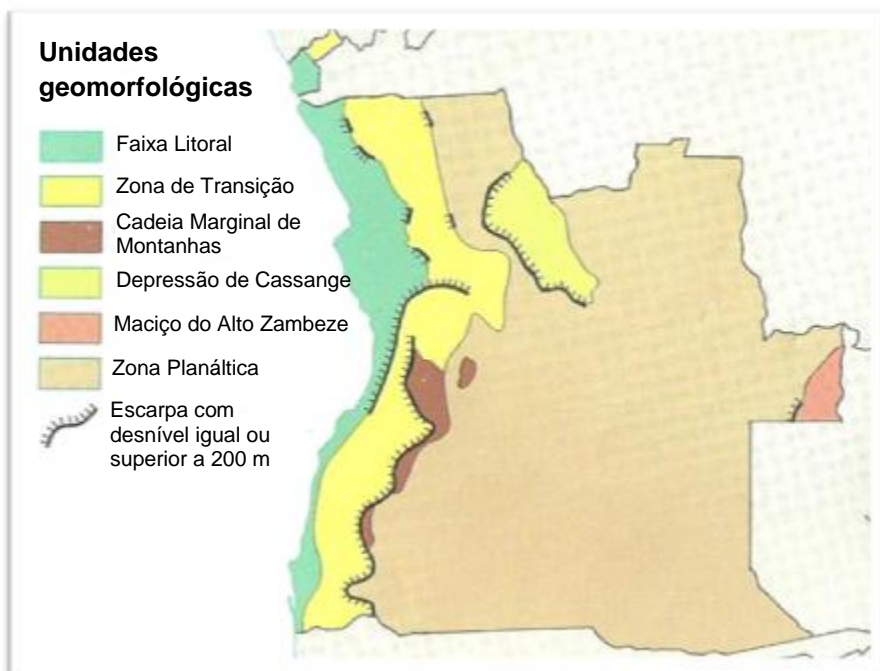 Unidades
geomorfológicas
Faixa Litoral
Zona de Transição
Cadeia Marginal de
Montanhas
Depressão de Cassange
Maciço do Alto Zambeze
Zona Planáltica
Escarpa com
desnível igual ou
superior a 200 m